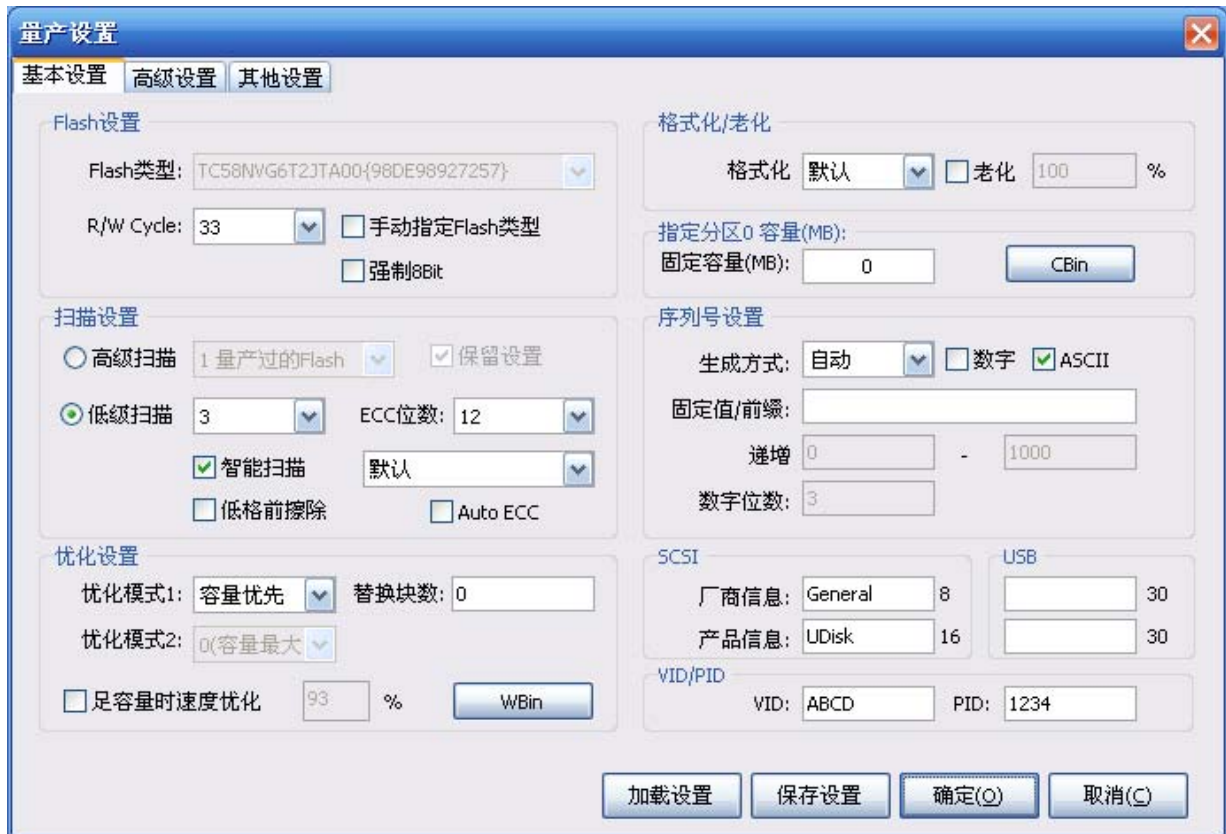 量产设置
基本设置 高级设置 其他设置
Flash设置
Flash类型: TC58NVG6T2JTA00{98DE98927257}
R/W Cycle: 33 手动指定Flash类型
强制8Bit
扫描设置
高级扫描 1 量产过的Flash 保留设置
低级扫描 3 ECC位数: 12
智能扫描 默认
低格前擦除 Auto ECC
优化设置
优化模式1: 容量优先 替换块数: 0
优化模式2: 0(容量最大
足容量时速度优化 93 % WBin
格式化/老化
格式化 默认 老化 100 %
指定分区0 容量(MB):
固定容量(MB): 0 CBin
序列号设置
生成方式: 自动 数字 ASCII
固定值/前缀:
递增 0 - 1000
数字位数: 3
SCSI USB
厂商信息: General 8 30
产品信息: UDisk 16 30
VID/PID
VID: ABCD PID: 1234
加载设置 保存设置 确定(O) 取消(C)